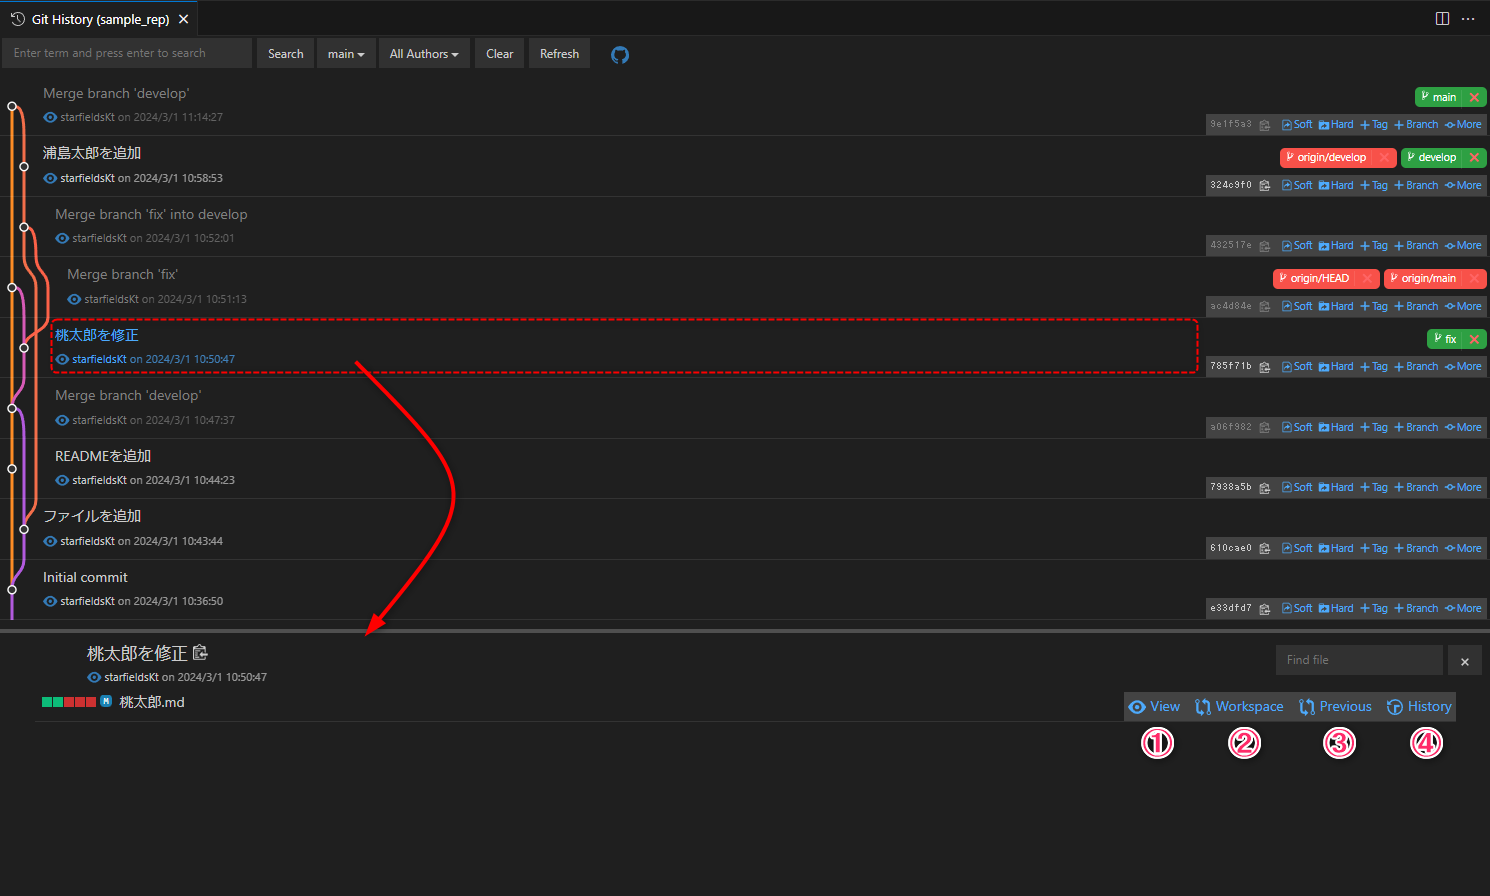 Git History (sample_rep)
Enter term and press enter to search Search main All Authors Clear Refresh
Merge branch 'develop'
main
starfieldsKt on 2024/3/1 11:14:27
9e1f5a3 Soft Hard Tag Branch More
浦島太郎を追加
origin/develop develop
starfieldsKt on 2024/3/1 10:58:53
324c9f0 Soft Hard Tag Branch More
Merge branch 'fix' into develop
starfieldsKt on 2024/3/1 10:52:01
432517e Soft Hard Tag Branch More
Merge branch 'fix'
origin/HEAD origin/main
starfieldsKt on 2024/3/1 10:51:13
ac4d84e Soft Hard Tag Branch More
桃太郎を修正
fix
starfieldsKt on 2024/3/1 10:50:47
785f71b Soft Hard Tag Branch More
Merge branch 'develop'
starfieldsKt on 2024/3/1 10:47:37
a06f982 Soft Hard Tag Branch More
READMEを追加
starfieldsKt on 2024/3/1 10:44:23
7938a5b Soft Hard Tag Branch More
ファイルを追加
starfieldsKt on 2024/3/1 10:43:44
610cae0 Soft Hard Tag Branch More
Initial commit
starfieldsKt on 2024/3/1 10:36:50
e33dfd7 Soft Hard Tag Branch More
桃太郎を修正
Find file
starfieldsKt on 2024/3/1 10:50:47
M 桃太郎.md
View Workspace Previous History
① ② ③ ④